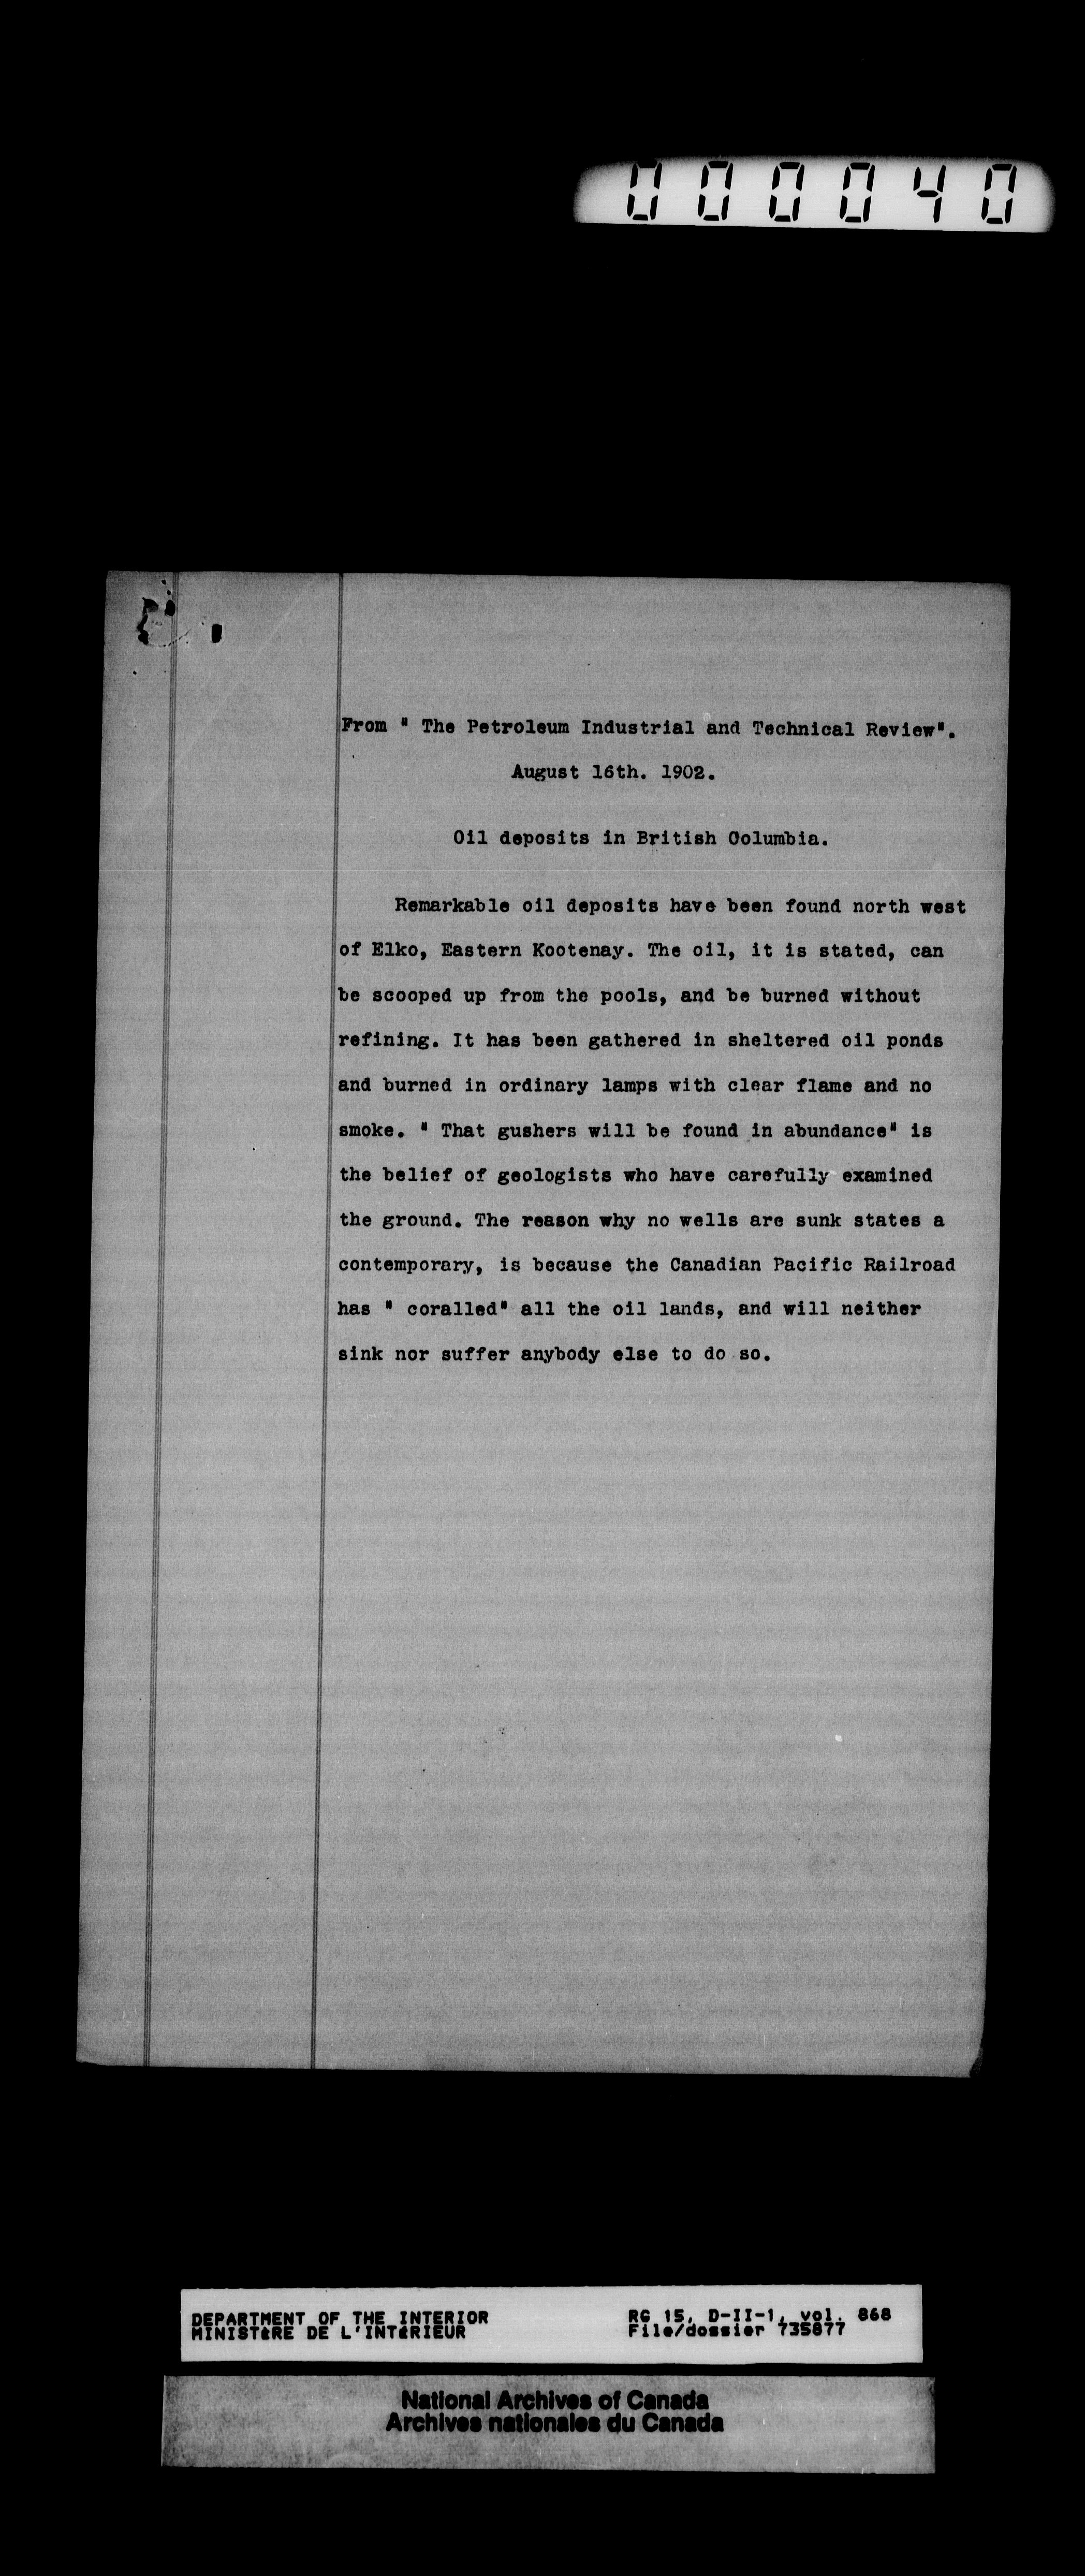 000040
From " The Petroleum Industrial and Technical Review".
August 16th. 1902.
Oil deposits in British Columbia.
Remarkable oil deposits have been found north west
of Elko, Eastern Kootenay. The oil, it is stated, can
be scooped up from the pools, and be burned without
refining. It has been gathered in sheltered oil ponds
and burned in ordinary lamps with clear flame and no
smoke. " That gushers will be found in abundance" is
the belief of geologists who have carefully examined
the ground. The reason why no wells are sunk states a
contemporary, is because the Canadian Pacific Railroad
has " coralled" all the oil lands, and will neither
sink nor suffer anybody else to do so.
DEPARTMENT OF THE INTERIOR RG 15, D-II-1, vol. 868
MINISTÈRE DE L'INTÉRIEUR File/dossier 735877
National Archives of Canada
Archives nationales du Canada